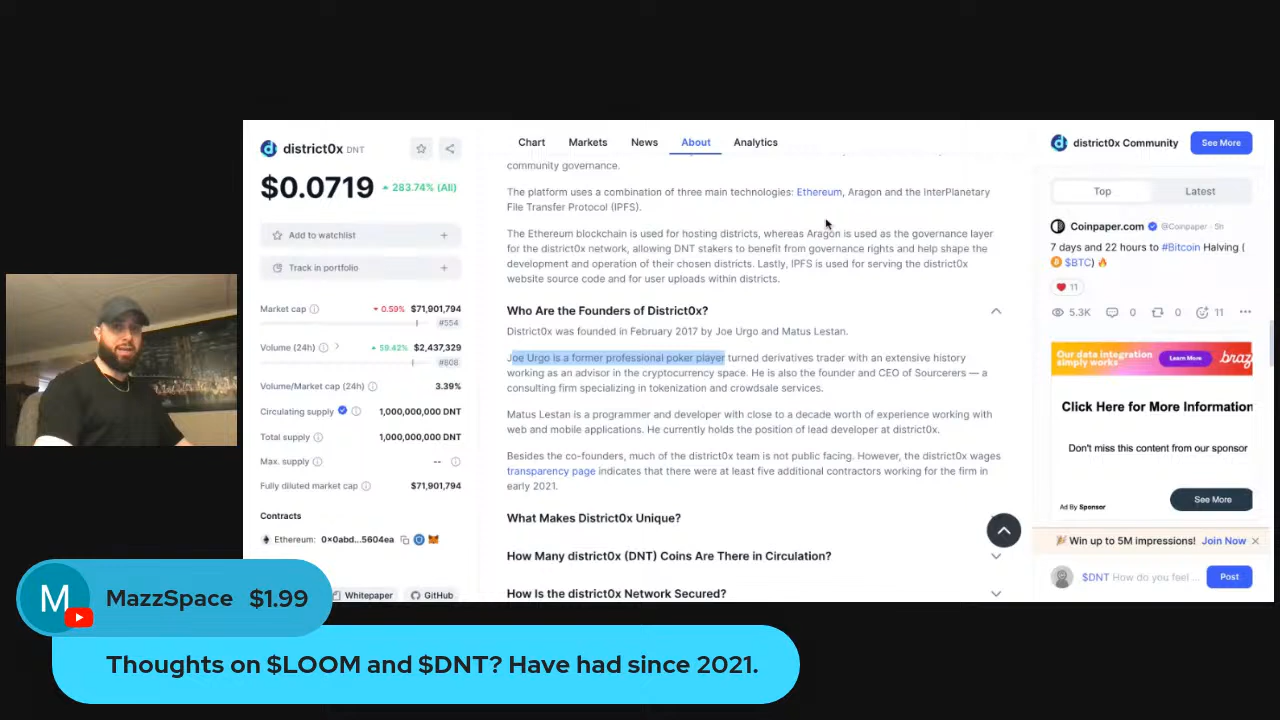 district0x DNT
$0.0719 283.74% (All)
Add to watchlist
Track in portfolio
Market cap 0.59% $71,901,794
#554
Volume (24h) 58.42% $2,437,329
#608
Volume/Market cap (24h) 3.39%
Circulating supply 1,000,000,000 DNT
Total supply 1,000,000,000 DNT
Max. supply --
Fully diluted market cap $71,901,794
Contracts
Ethereum: 0x0abd...5604ea
Whitepaper GitHub
Chart Markets News About Analytics
community governance.
The platform uses a combination of three main technologies: Ethereum, Aragon and the InterPlanetary
File Transfer Protocol (IPFS).
The Ethereum blockchain is used for hosting districts, whereas Aragon is used as the governance layer
for the district0x network, allowing DNT stakers to benefit from governance rights and help shape the
development and operation of their chosen districts. Lastly, IPFS is used for serving the district0x
website source code and for user uploads within districts.
Who Are the Founders of District0x?
District0x was founded in February 2017 by Joe Urgo and Matus Lestan.
Joe Urgo is a former professional poker player turned derivatives trader with an extensive history
working as an advisor in the cryptocurrency space. He is also the founder and CEO of Sourcerers — a
consulting firm specializing in tokenization and crowdsale services.
Matus Lestan is a programmer and developer with close to a decade worth of experience working with
web and mobile applications. He currently holds the position of lead developer at district0x.
Besides the co-founders, much of the district0x team is not public facing. However, the district0x wages
transparency page indicates that there were at least five additional contractors working for the firm in
early 2021.
What Makes District0x Unique?
How Many district0x (DNT) Coins Are There in Circulation?
How Is the district0x Network Secured?
district0x Community See More
Top Latest
Coinpaper.com @Coinpaper · 5h
7 days and 22 hours to #Bitcoin Halving (
$BTC) 🔥
11
5.3K 0 0 11
Our data integration
simply works. Learn More braz
Click Here for More Information
Don't miss this content from our sponsor
See More
Ad By Sponsor
🎉 Win up to 5M impressions! Join Now
$DNT How do you feel ... Post
M MazzSpace $1.99
Thoughts on $LOOM and $DNT? Have had since 2021.